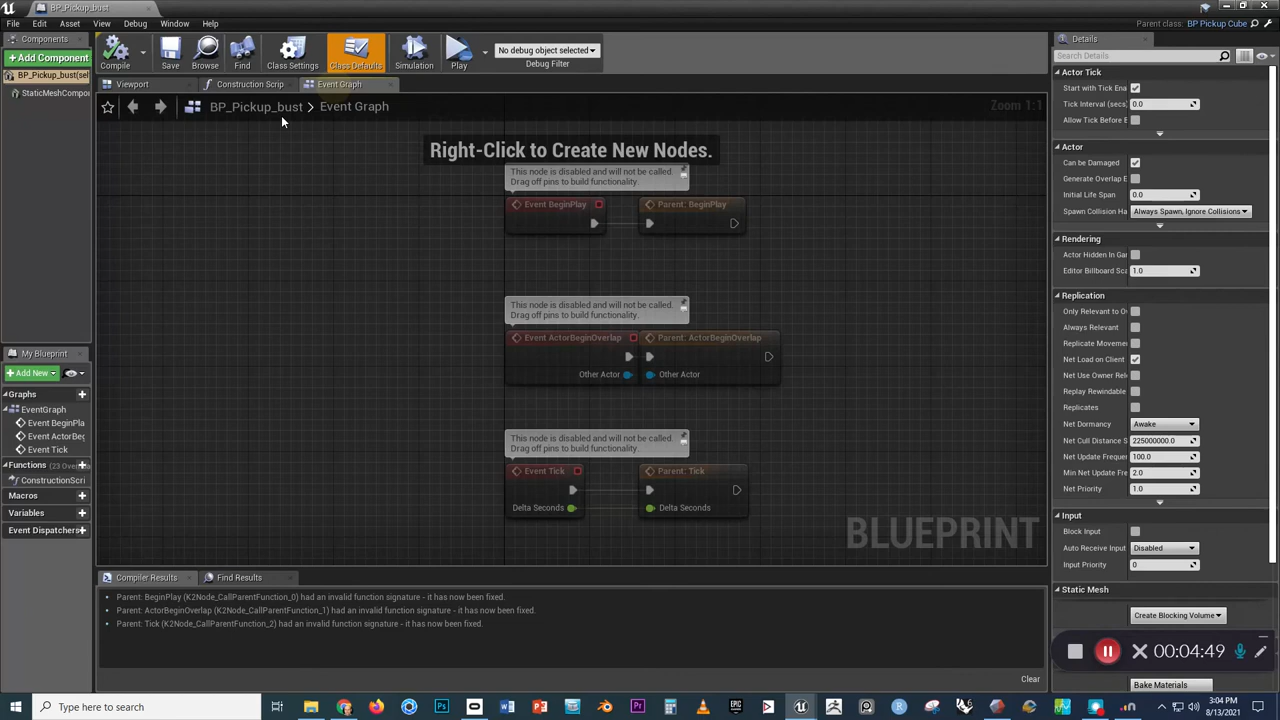 BP_Pickup_bust
File Edit Asset View Debug Window Help
Parent class: BP Pickup Cube
Components
+ Add Component
BP_Pickup_bust(sel
StaticMeshCompo
Compile
Save
Browse
Find
Class Settings
Class Defaults
Simulation
Play
No debug object selected
Debug Filter
Viewport
Construction Scrip
Event Graph
BP_Pickup_bust > Event Graph
Zoom 1:1
Right-Click to Create New Nodes.
This node is disabled and will not be called.
Drag off pins to build functionality.
Event BeginPlay
Parent: BeginPlay
This node is disabled and will not be called.
Drag off pins to build functionality.
Event ActorBeginOverlap
Parent: ActorBeginOverlap
Other Actor
Other Actor
This node is disabled and will not be called.
Drag off pins to build functionality.
Event Tick
Parent: Tick
Delta Seconds
Delta Seconds
BLUEPRINT
My Blueprint
+ Add New
Graphs
EventGraph
Event BeginPla
Event ActorBeg
Event Tick
Functions (23 Over
ConstructionScri
Macros
Variables
Event Dispatchers
Compiler Results
Find Results
Parent: BeginPlay (K2Node_CallParentFunction_0) had an invalid function signature - it has now been fixed.
Parent: ActorBeginOverlap (K2Node_CallParentFunction_1) had an invalid function signature - it has now been fixed.
Parent: Tick (K2Node_CallParentFunction_2) had an invalid function signature - it has now been fixed.
Clear
Details
Search Details
Actor Tick
Start with Tick Ena
Tick Interval (secs) 0.0
Allow Tick Before B
Actor
Can be Damaged
Generate Overlap E
Initial Life Span 0.0
Spawn Collision Ha Always Spawn, Ignore Collisions
Rendering
Actor Hidden In Ga
Editor Billboard Sca 1.0
Replication
Only Relevant to O
Always Relevant
Replicate Movemen
Net Load on Client
Net Use Owner Rel
Replay Rewindable
Replicates
Net Dormancy Awake
Net Cull Distance S 225000000.0
Net Update Frequen 100.0
Min Net Update Fre 2.0
Net Priority 1.0
Input
Block Input
Auto Receive Input Disabled
Input Priority 0
Static Mesh
Create Blocking Volume
00:04:49
Bake Materials
Type here to search
3:04 PM
8/13/2021